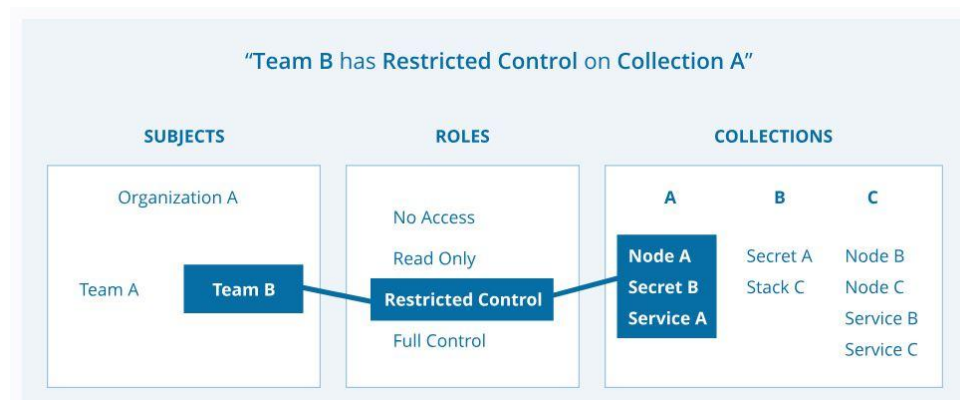 “Team B has Restricted Control on Collection A”
SUBJECTS
Organization A
Team A
Team B
ROLES
No Access
Read Only
Restricted Control
Full Control
COLLECTIONS
A
Node A
Secret B
Service A
B
Secret A
Stack C
C
Node B
Node C
Service B
Service C